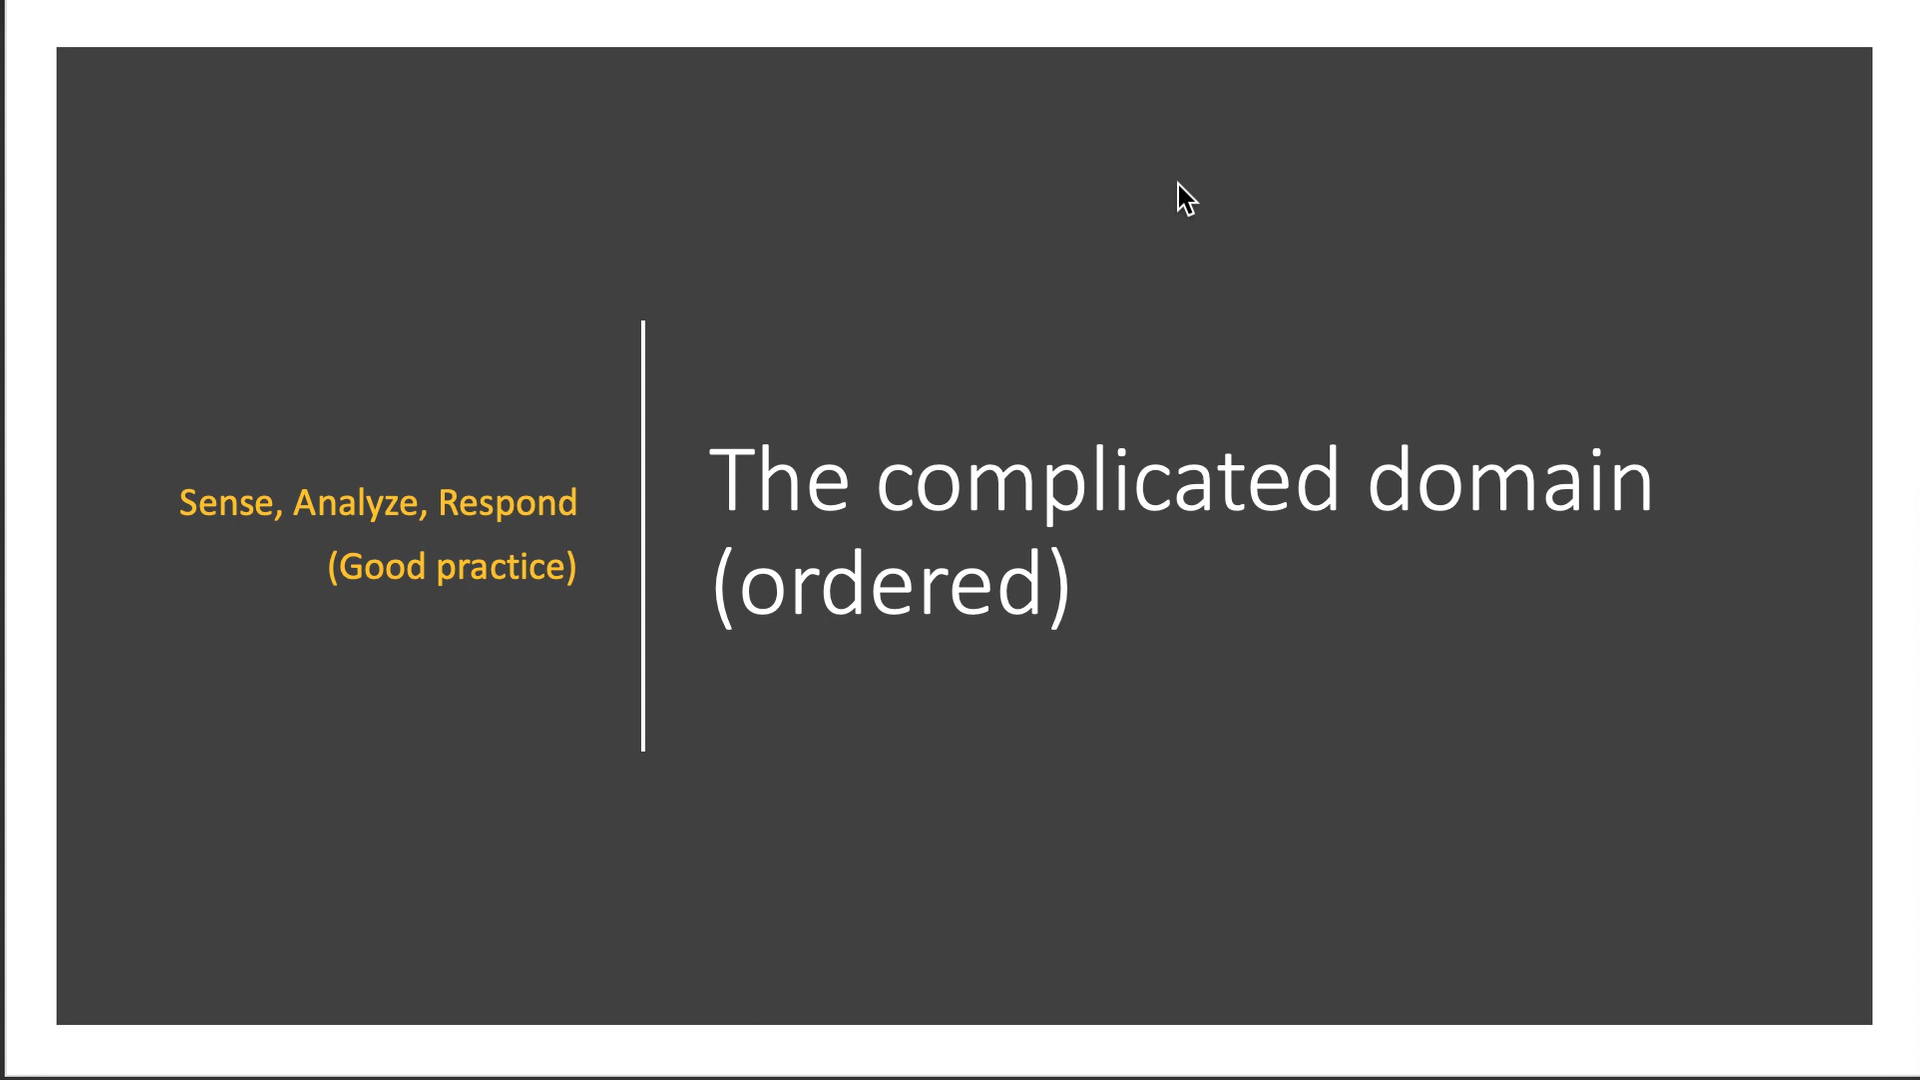 Sense, Analyze, Respond
(Good practice)
The complicated domain
(ordered)